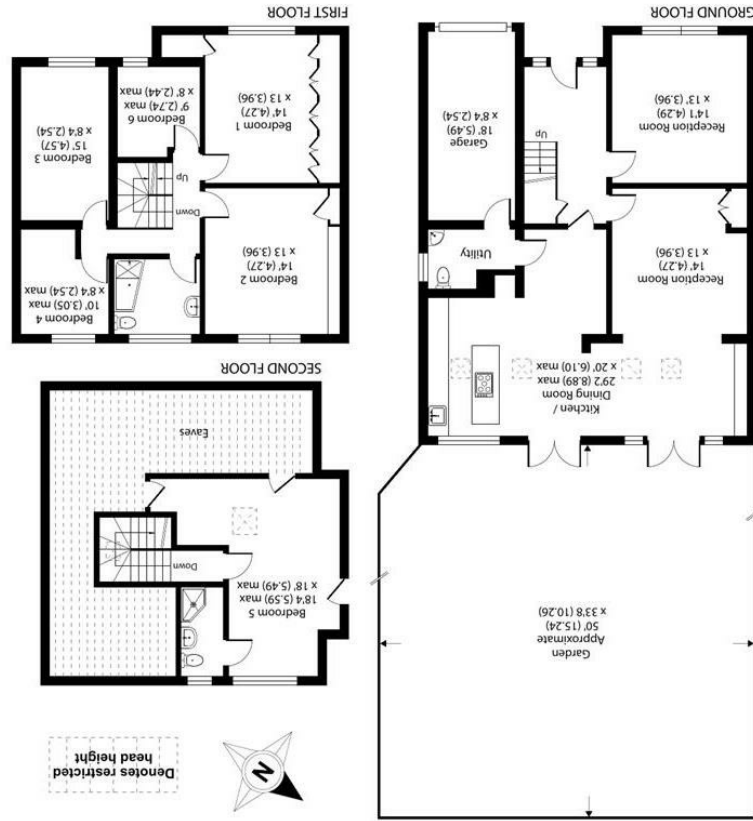 Garden
Approximate
50' (15.24)
x 33'8 (10.26)
Kitchen /
Dining Room
29'2 (8.89) max
x 20' (6.10) max
Utility
Reception Room
14' (4.27)
x 13 (3.96)
Up
Garage
18' (5.49)
x 8'4 (2.54)
Reception Room
14'1 (4.29)
x 13' (3.96)
GROUND FLOOR
N
Denotes restricted
head height
Bedroom 5
18'4 (5.59) max
x 18' (5.49) max
Down
Eaves
SECOND FLOOR
Bedroom 4
10' (3.05) max
x 8'4 (2.54) max
Bedroom 2
14' (4.27)
x 13 (3.96)
Down
Up
Bedroom 3
15' (4.57)
x 8'4 (2.54)
Bedroom 6
9' (2.74) max
x 8' (2.44) max
Bedroom 1
14' (4.27)
x 13 (3.96)
FIRST FLOOR